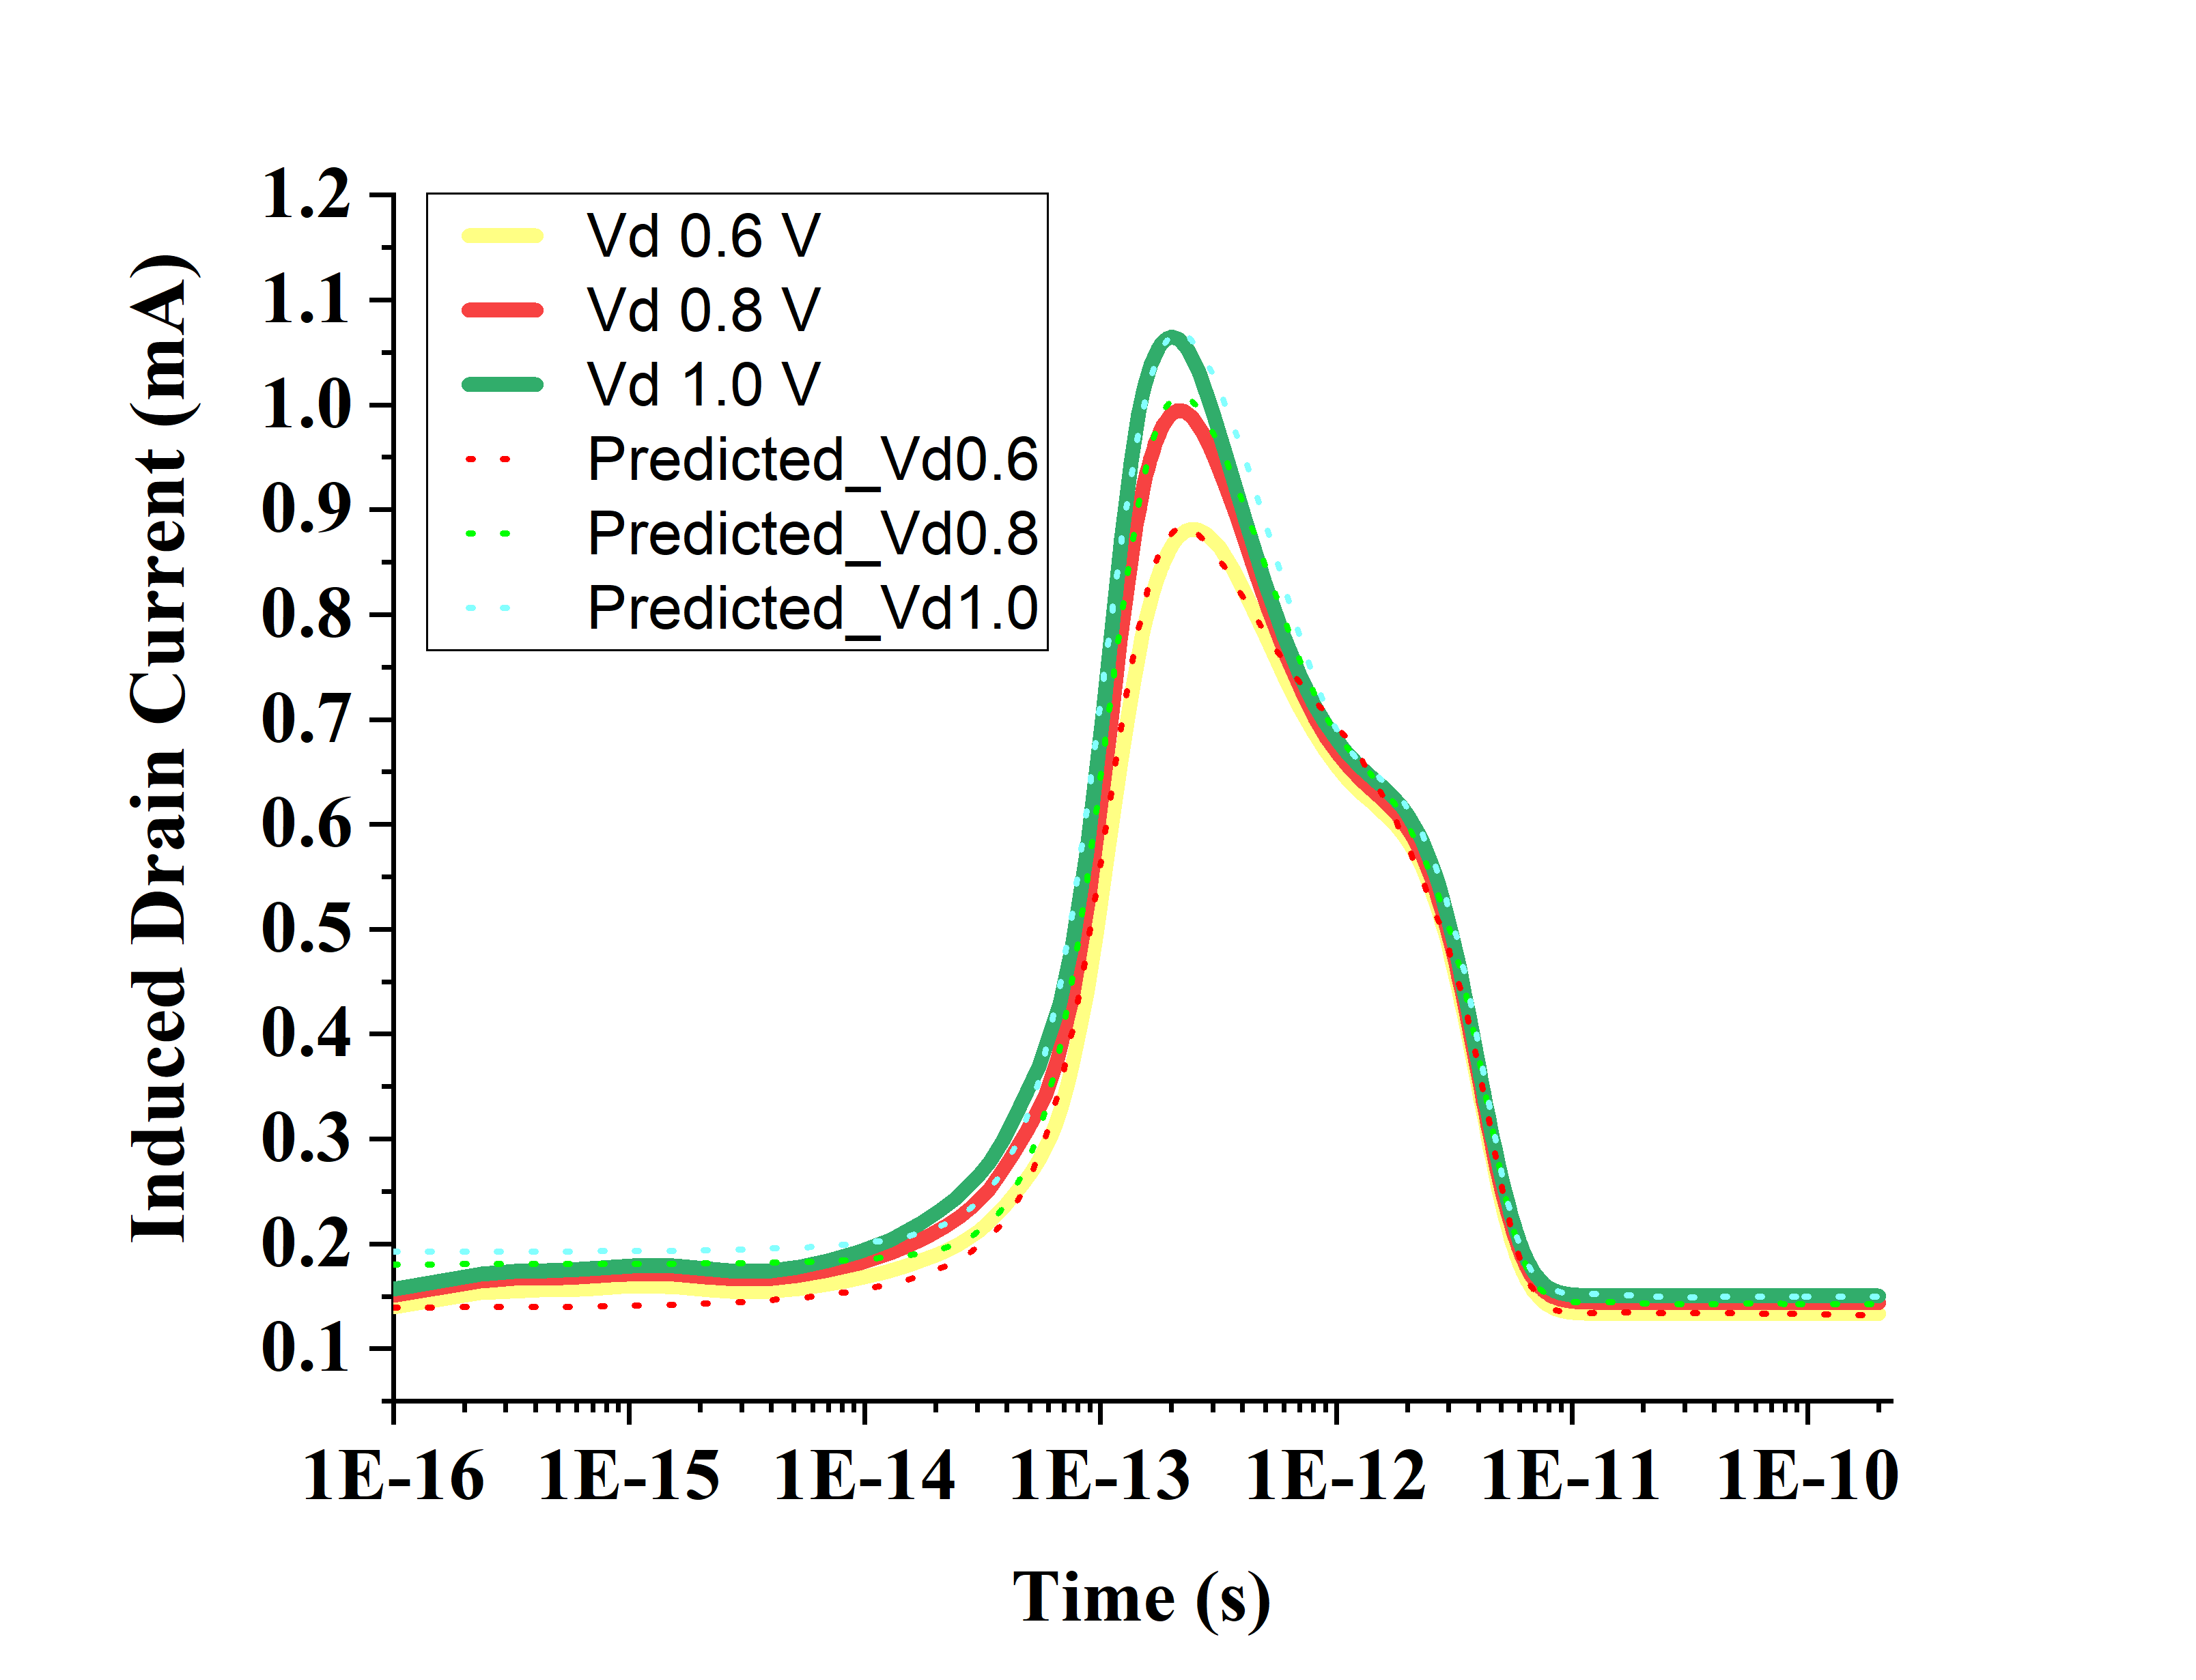 Induced Drain Current (mA)
1.2
1.1
1.0
0.9
0.8
0.7
0.6
0.5
0.4
0.3
0.2
0.1
Vd 0.6 V
Vd 0.8 V
Vd 1.0 V
Predicted_Vd0.6
Predicted_Vd0.8
Predicted_Vd1.0
1E-16 1E-15 1E-14 1E-13 1E-12 1E-11 1E-10
Time (s)